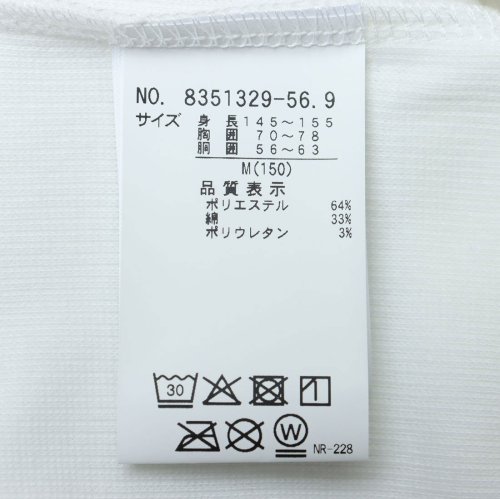 NO. 8351329-56.9
サイズ 身長 145～155
胸囲 70～78
胴囲 56～63
M(150)
品質表示
ポリエステル 64%
綿 33%
ポリウレタン 3%
30
W
NR-228